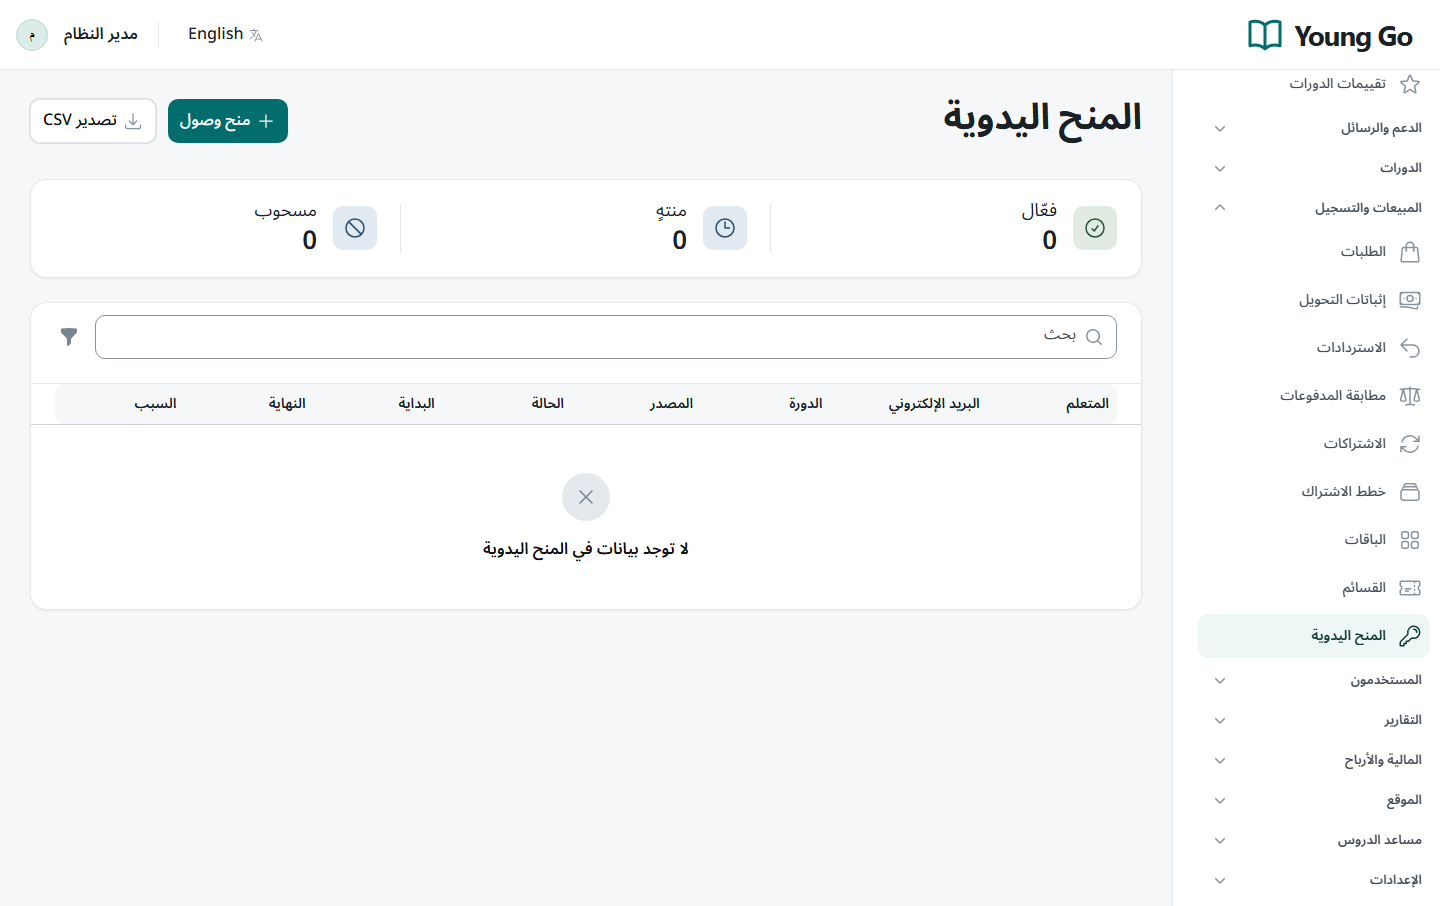 Young Go
English
مدير النظام
م
تقييمات الدورات
الدعم والرسائل
الدورات
المبيعات والتسجيل
الطلبات
إثباتات التحويل
الاستردادات
مطابقة المدفوعات
الاشتراكات
خطط الاشتراك
الباقات
القسائم
المنح اليدوية
المستخدمون
التقارير
المالية والأرباح
الموقع
مساعد الدروس
الإعدادات
المنح اليدوية
منح وصول
تصدير CSV
فعّال
0
منتهٍ
0
مسحوب
0
بحث
المتعلم البريد الإلكتروني الدورة المصدر الحالة البداية النهاية السبب
لا توجد بيانات في المنح اليدوية